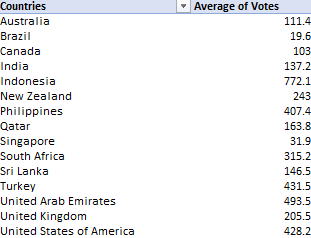 Countries Average of Votes
Australia 111.4
Brazil 19.6
Canada 103
India 137.2
Indonesia 772.1
New Zealand 243
Philippines 407.4
Qatar 163.8
Singapore 31.9
South Africa 315.2
Sri Lanka 146.5
Turkey 431.5
United Arab Emirates 493.5
United Kingdom 205.5
United States of America 428.2